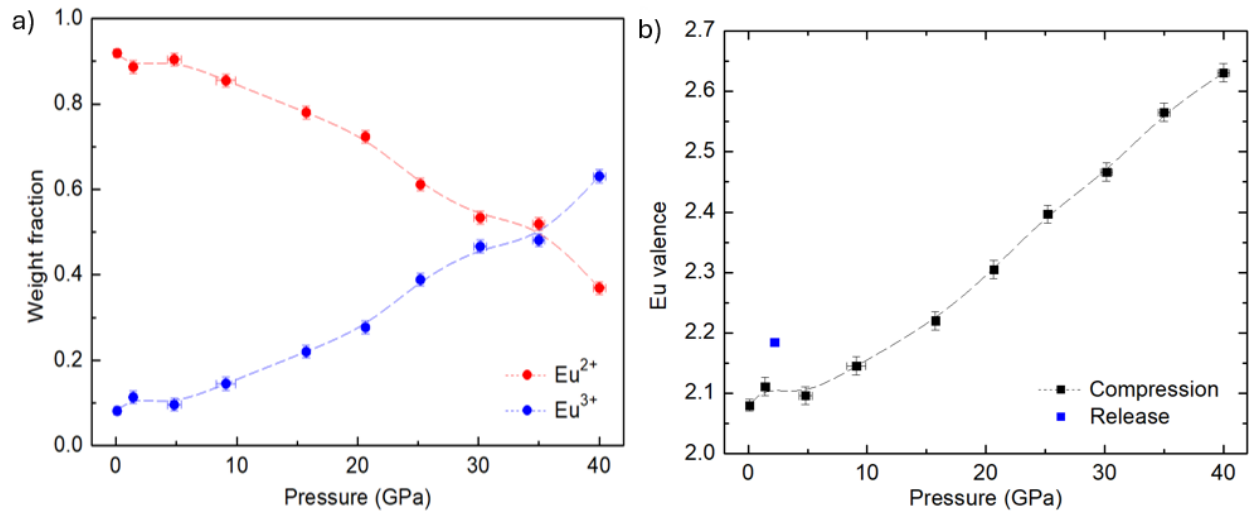 a)
1.0
0.8
0.6
0.4
0.2
0.0
Weight fraction
0
10
20
30
40
Pressure (GPa)
Eu2+
Eu3+
b)
2.7
2.6
2.5
2.4
2.3
2.2
2.1
2.0
Eu valence
0
10
20
30
40
Pressure (GPa)
Compression
Release